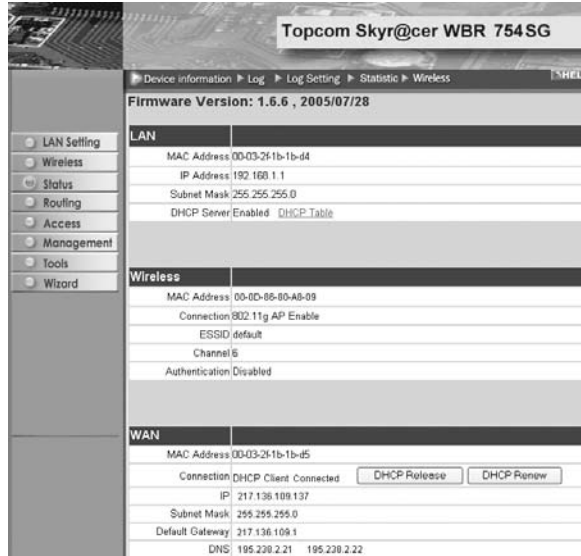 Topcom Skyr@cer WBR 754SG
Device information Log Log Setting Statistic Wireless
Firmware Version: 1.6.6 , 2005/07/28
LAN Setting
Wireless
Status
Routing
Access
Management
Tools
Wizard
LAN
MAC Address 00-03-2f-1b-1b-d4
IP Address 192.168.1.1
Subnet Mask 255.255.255.0
DHCP Server Enabled DHCP Table
Wireless
MAC Address 00-0D-86-80-A8-09
Connection 802.11g AP Enable
ESSID default
Channel 6
Authentication Disabled
WAN
MAC Address 00-03-2f-1b-1b-d5
Connection DHCP Client Connected DHCP Release DHCP Renew
IP 217.136.109.137
Subnet Mask 255.255.255.0
Default Gateway 217.136.109.1
DNS 195.238.2.21 195.238.2.22